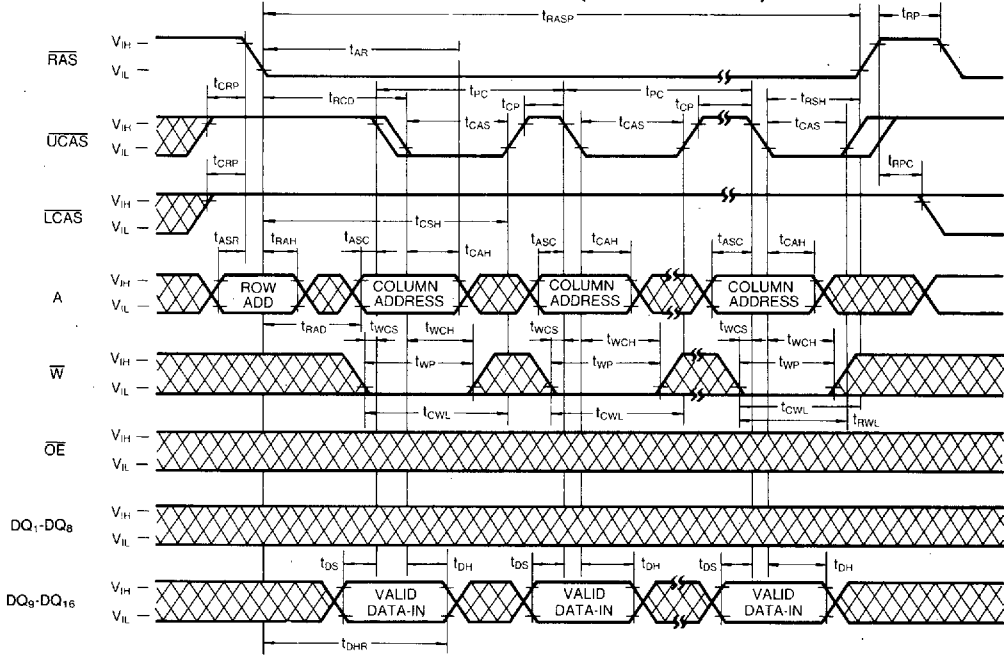 tRASP tRP
tAR
RAS VIH VIL
tCRP tRCD tPC tPC tRSH
tCP tCP
UCAS VIH VIL tCAS tCAS tCAS
tCRP tRPC
LCAS VIH VIL
tCSH
tASR tRAH tASC tCAH tASC tCAH tASC tCAH
A VIH VIL ROW ADD COLUMN ADDRESS COLUMN ADDRESS COLUMN ADDRESS
tRAD tWCS tWCH tWCS tWCH tWCS tWCH
W VIH VIL tWP tWP tWP
tCWL tCWL tCWL
tRWL
OE VIH VIL
DQ1-DQ8 VIH VIL
tDS tDH tDS tDH tDS tDH
DQ9-DQ16 VIH VIL VALID DATA-IN VALID DATA-IN VALID DATA-IN
tDHR